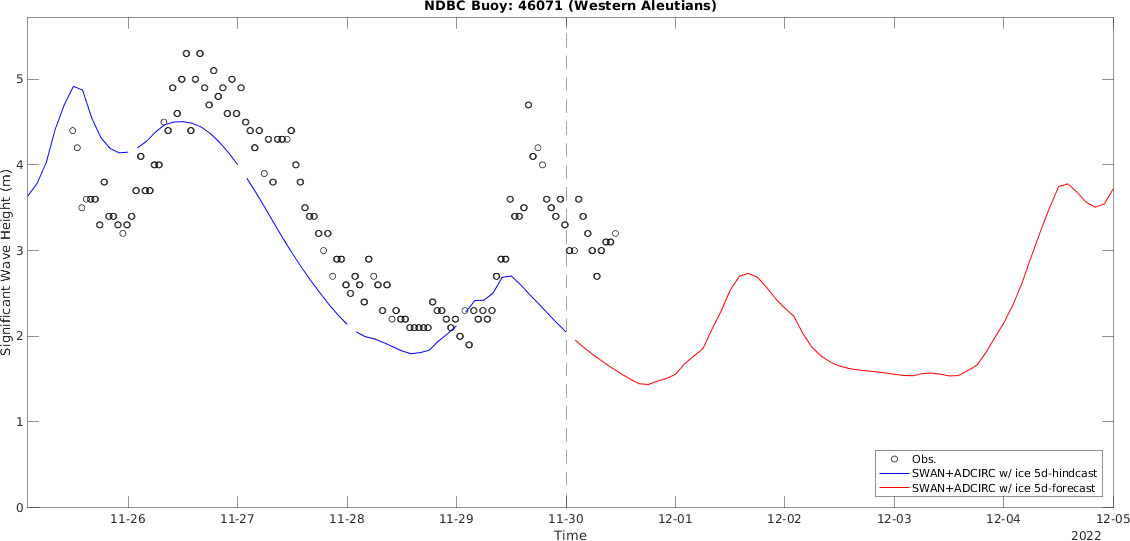 NDBC Buoy: 46071 (Western Aleutians)
Significant Wave Height (m)
5
4
3
2
1
0
Obs.
SWAN+ADCIRC w/ ice 5d-hindcast
SWAN+ADCIRC w/ ice 5d-forecast
11-26 11-27 11-28 11-29 11-30 12-01 12-02 12-03 12-04 12-05
Time
2022